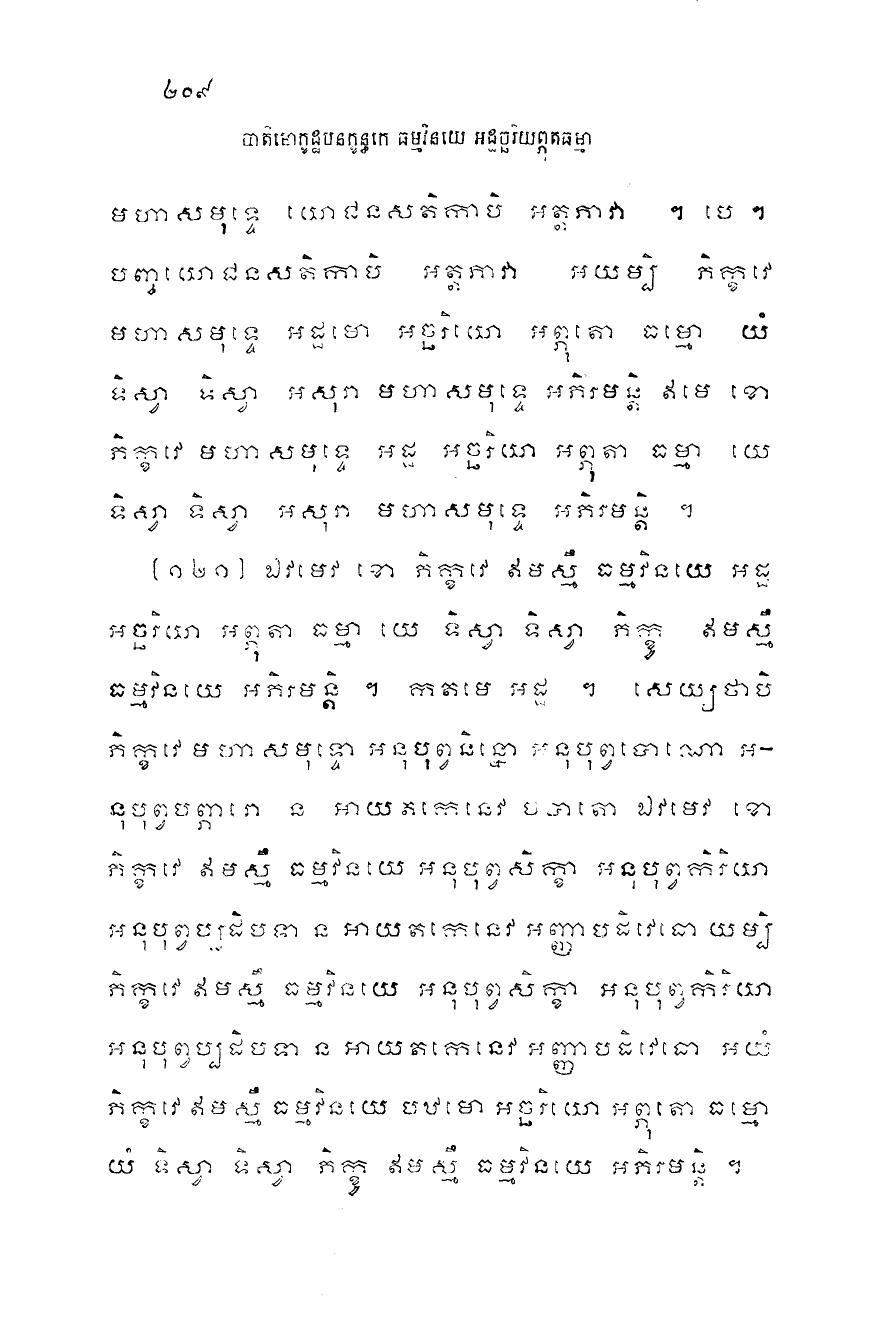 ២០៩
បាតិមោក្ខដ្ឋបនក្ខន្ធកេ ធម្មវិនយេ អដ្ឋច្ឆរិយព្ភុតធម្មា
មហាសមុទ្ទេ យោជនសតិកាបិ អត្តភាវា ។ បេ ។
បញ្ចយោជនសតិកាបិ អត្តភាវា អយម្បិ ភិក្ខវេ
មហាសមុទ្ទេ អដ្ឋមោ អច្ឆរិយោ អព្ភុតោ ធម្មោ យំ
ទិស្វា ទិស្វា អសុរា មហាសមុទ្ទេ អភិរមន្តិ ឥមេ ខោ
ភិក្ខវេ មហាសមុទ្ទេ អដ្ឋ អច្ឆរិយា អព្ភុតា ធម្មា យេ
ទិស្វា ទិស្វា អសុរា មហាសមុទ្ទេ អភិរមន្តិ ។
[១២១] ឯវមេវ ខោ ភិក្ខវេ ឥមស្មឹ ធម្មវិនយេ អដ្ឋ
អច្ឆរិយា អព្ភុតា ធម្មា យេ ទិស្វា ទិស្វា ភិក្ខូ ឥមស្មឹ
ធម្មវិនយេ អភិរមន្តិ ។ កតមេ អដ្ឋ ។ សេយ្យថាបិ
ភិក្ខវេ មហាសមុទ្ទោ អនុបុព្វនិន្នោ អនុបុព្វបោណោ អ-
នុបុព្វបព្ភារោ ន អាយតកេនេវ បបាតោ ឯវមេវ ខោ
ភិក្ខវេ ឥមស្មឹ ធម្មវិនយេ អនុបុព្វសិក្ខា អនុបុព្វកិរិយា
អនុបុព្វប្បដិបទា ន អាយតកេនេវ អញ្ញាបដិវេធោ យម្បិ
ភិក្ខវេ ឥមស្មឹ ធម្មវិនយេ អនុបុព្វសិក្ខា អនុបុព្វកិរិយា
អនុបុព្វប្បដិបទា ន អាយតកេនេវ អញ្ញាបដិវេធោ អយំ
ភិក្ខវេ ឥមស្មឹ ធម្មវិនយេ បឋមោ អច្ឆរិយោ អព្ភុតោ ធម្មោ
យំ ទិស្វា ទិស្វា ភិក្ខូ ឥមស្មឹ ធម្មវិនយេ អភិរមន្តិ ។